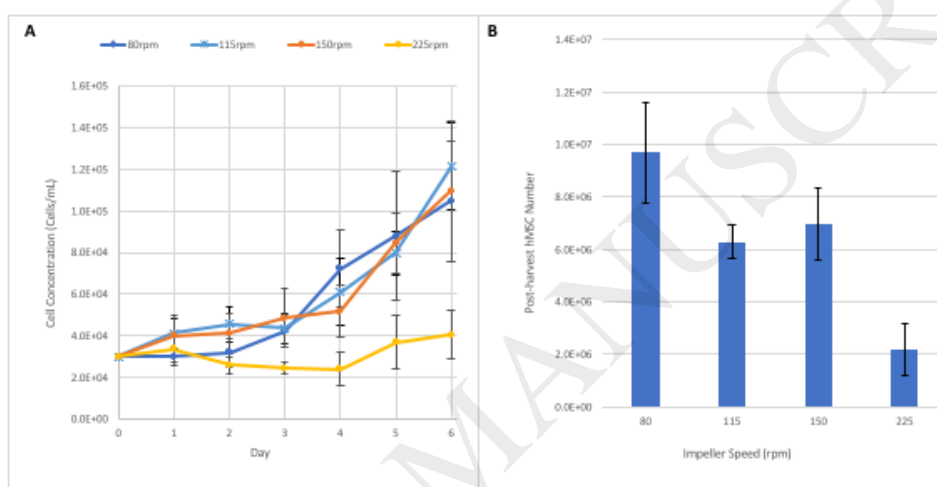 A
80rpm 115rpm 150rpm 225rpm
1.6E+05
1.4E+05
1.2E+05
1.0E+05
8.0E+04
6.0E+04
4.0E+04
2.0E+04
0.0E+00
Cell Concentration (Cells/mL)
0 1 2 3 4 5 6
Day
B
1.4E+07
1.2E+07
1.0E+07
8.0E+06
6.0E+06
4.0E+06
2.0E+06
0.0E+00
Post-harvest hMSC Number
80 115 150 225
Impeller Speed (rpm)
MANUSCR